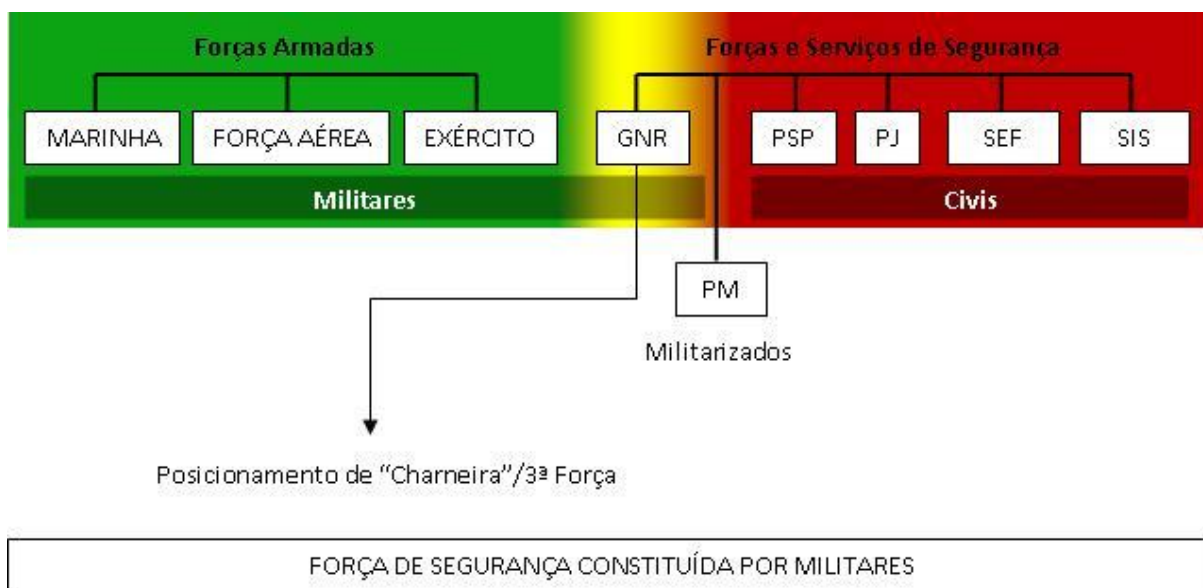 Forças Armadas
Forças e Serviços de Segurança
MARINHA
FORÇA AÉREA
EXÉRCITO
GNR
PSP
PJ
SEF
SIS
Militares
Civis
PM
Militarizados
Posicionamento de “Charneira”/3ª Força
FORÇA DE SEGURANÇA CONSTITUÍDA POR MILITARES